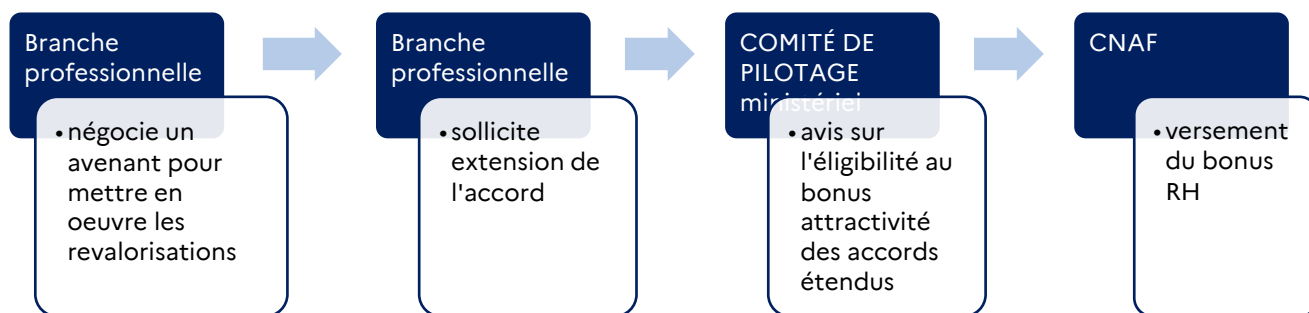 Branche
professionnelle
• négocie un
avenant pour
mettre en
oeuvre les
revalorisations
Branche
professionnelle
• sollicite
extension de
l'accord
COMITÉ DE
PILOTAGE
ministériel
• avis sur
l'éligibilité au
bonus
attractivité
des accords
étendus
CNAF
• versement
du bonus
RH